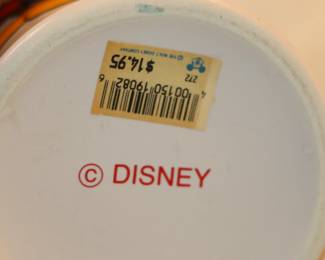 © THE WALT DISNEY COMPANY
$14.95
272
4 00150 19082 6
© DISNEY